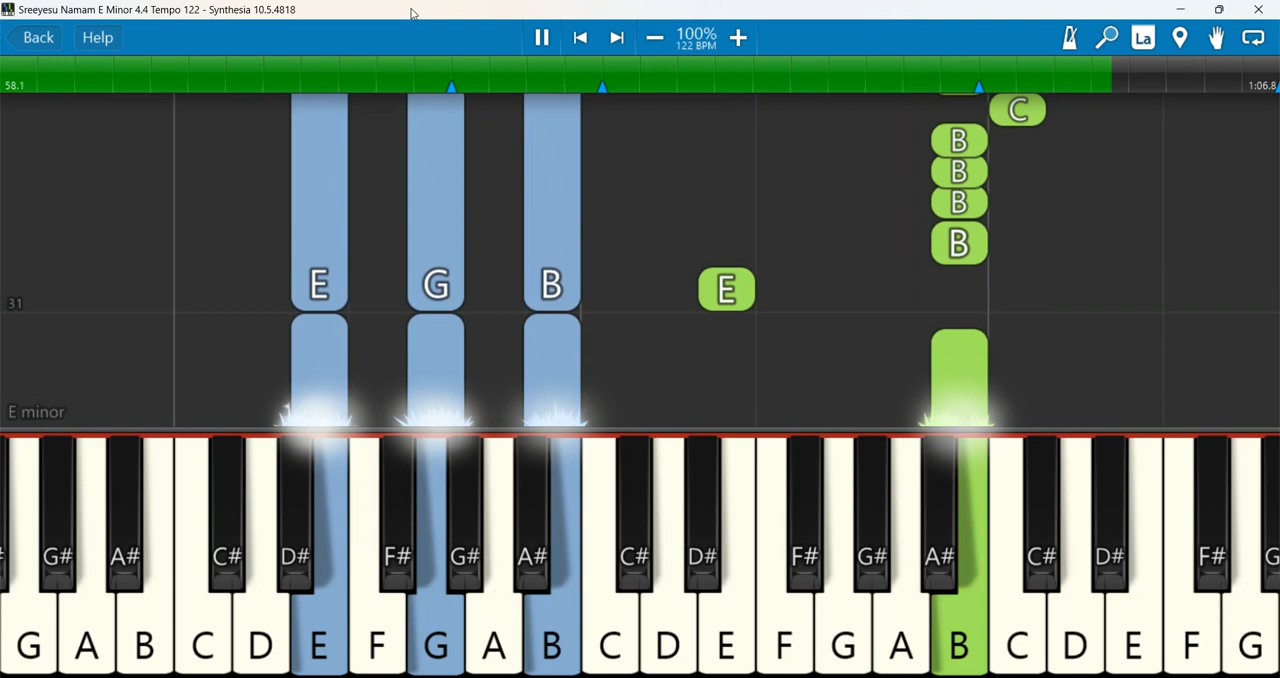 Sreeyesu Namam E Minor 4.4 Tempo 122 - Synthesia 10.5.4818
Back Help 100% La
122 BPM
58.1 1:06.8
C
B
B
B
B
E G B E
31
E minor
G# A# C# D# F# G# A# C# D# F# G# A# C# D# F# G
G A B C D E F G A B C D E F G A B C D E F G